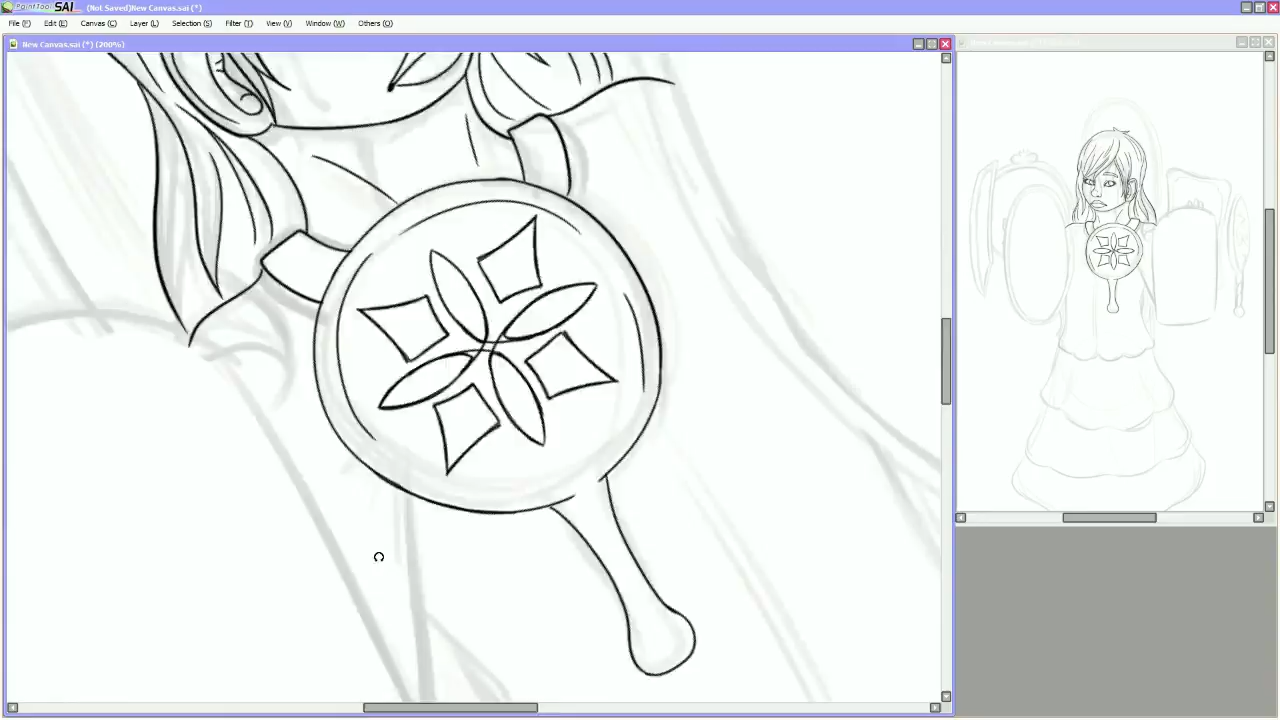 PaintTool SAI (Not Saved)New Canvas.sai (*)
File (F) Edit (E) Canvas (C) Layer (L) Selection (S) Filter (T) View (V) Window (W) Others (O)
New Canvas.sai (*) (200%)